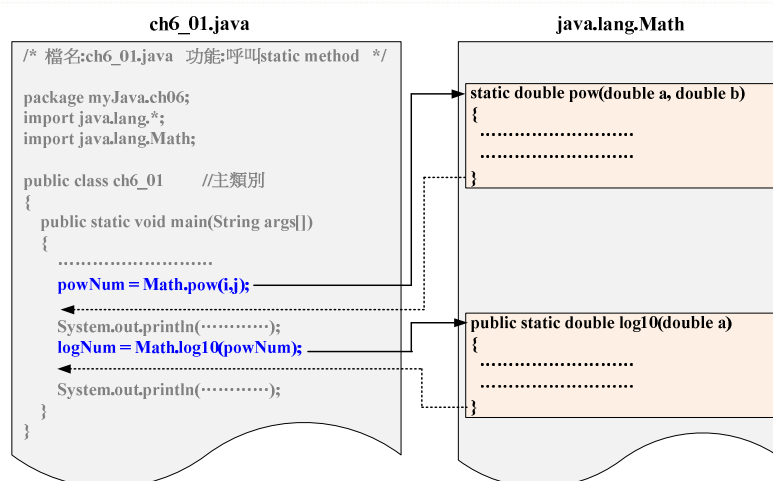 ch6_01.java
/* 檔名:ch6_01.java 功能:呼叫static method */
package myJava.ch06;
import java.lang.*;
import java.lang.Math;
public class ch6_01 //主類別
{
public static void main(String args[])
{
...........................
powNum = Math.pow(i,j);
System.out.println(············);
logNum = Math.log10(powNum);
System.out.println(············);
}
}
java.lang.Math
static double pow(double a, double b)
{
...........................
...........................
}
public static double log10(double a)
{
...........................
...........................
}